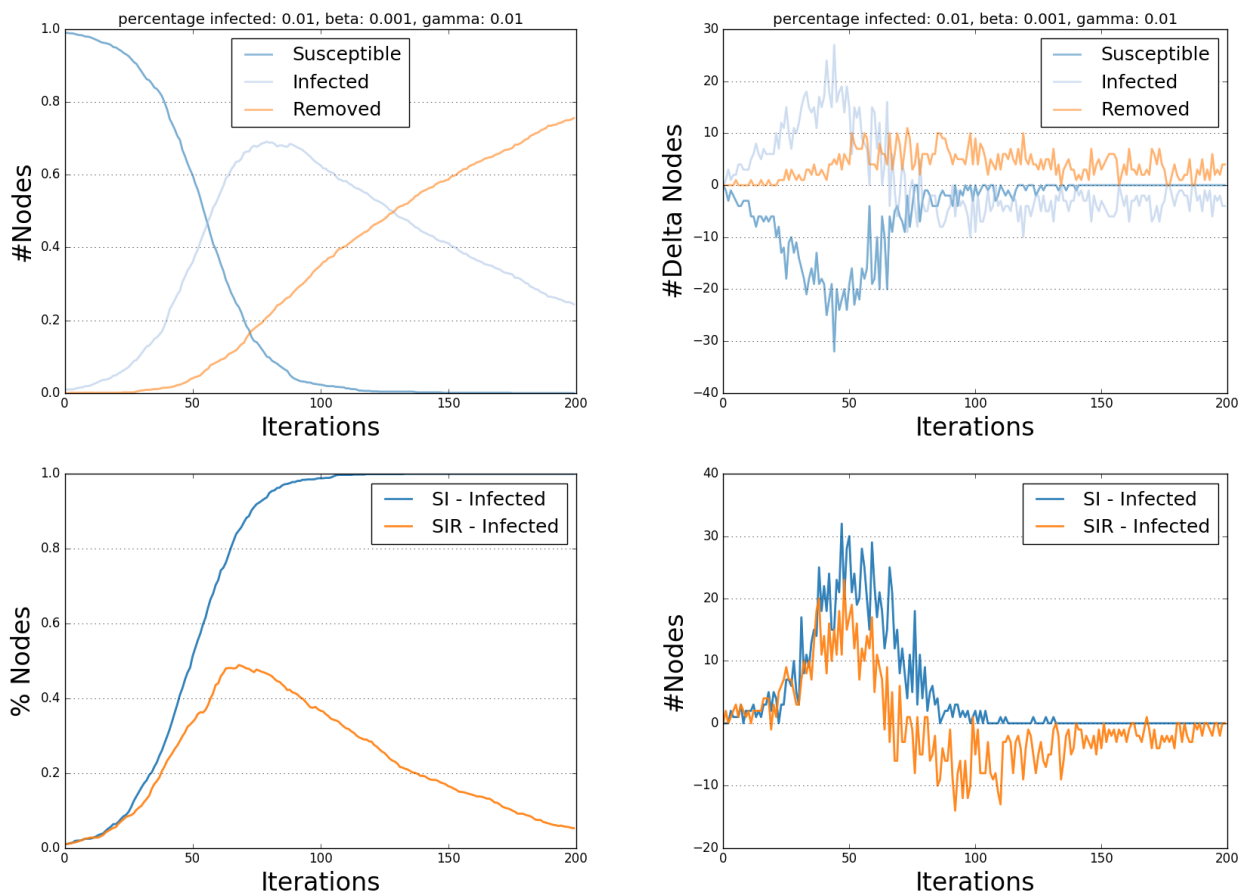 percentage infected: 0.01, beta: 0.001, gamma: 0.01
1.0
0.8
0.6
0.4
0.2
0.0
#Nodes
Susceptible
Infected
Removed
0
50
100
150
200
Iterations
percentage infected: 0.01, beta: 0.001, gamma: 0.01
30
20
10
0
−10
−20
−30
−40
#Delta Nodes
Susceptible
Infected
Removed
0
50
100
150
200
Iterations
1.0
0.8
0.6
0.4
0.2
0.0
% Nodes
SI - Infected
SIR - Infected
0
50
100
150
200
Iterations
40
30
20
10
0
−10
−20
#Nodes
SI - Infected
SIR - Infected
0
50
100
150
200
Iterations